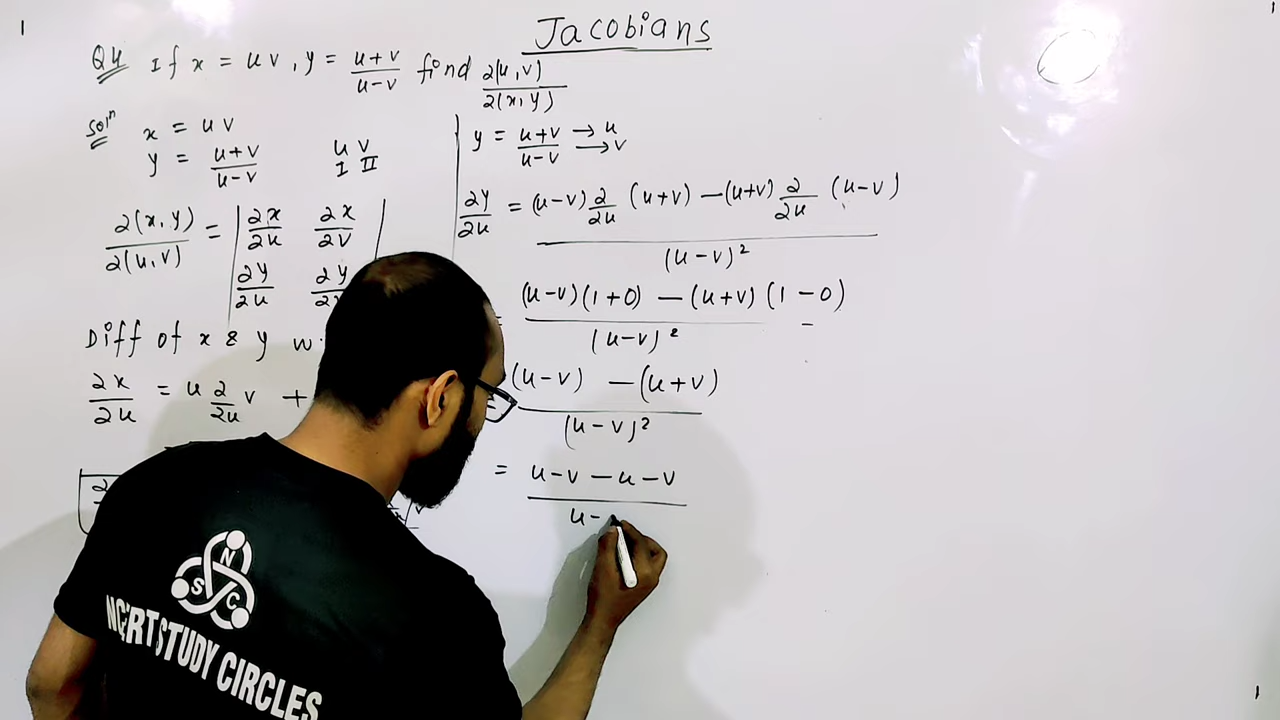 Jacobians
Q4 If x = uv, y = u+v/u-v find ∂(u,v)/∂(x,y)
Solⁿ x = uv
y = u+v/u-v
u v
I II
∂(x,y)/∂(u,v) = | ∂x/∂u ∂x/∂v
∂y/∂u ∂y
Diff of x & y w
∂x/∂u = u ∂/∂u v +
y = u+v/u-v → u → v
∂y/∂u = (u-v) ∂/∂u (u+v) - (u+v) ∂/∂u (u-v) / (u-v)²
(u-v)(1+0) - (u+v)(1-0) / (u-v)²
(u-v) - (u+v) / (u-v)²
= u-v-u-v / u-
N
S C
NCERT STUDY CIRCLES